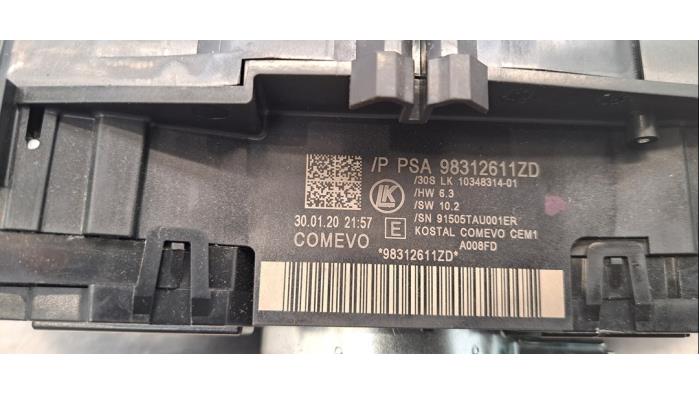 /P PSA 98312611ZD
/30S LK 10348314-01
/HW 6.3
/SW 10.2
/SN 91505TAU001ER
KOSTAL COMEVO CEM1
A008FD
LK
30.01.20 21:57
E
COMEVO
*98312611ZD*